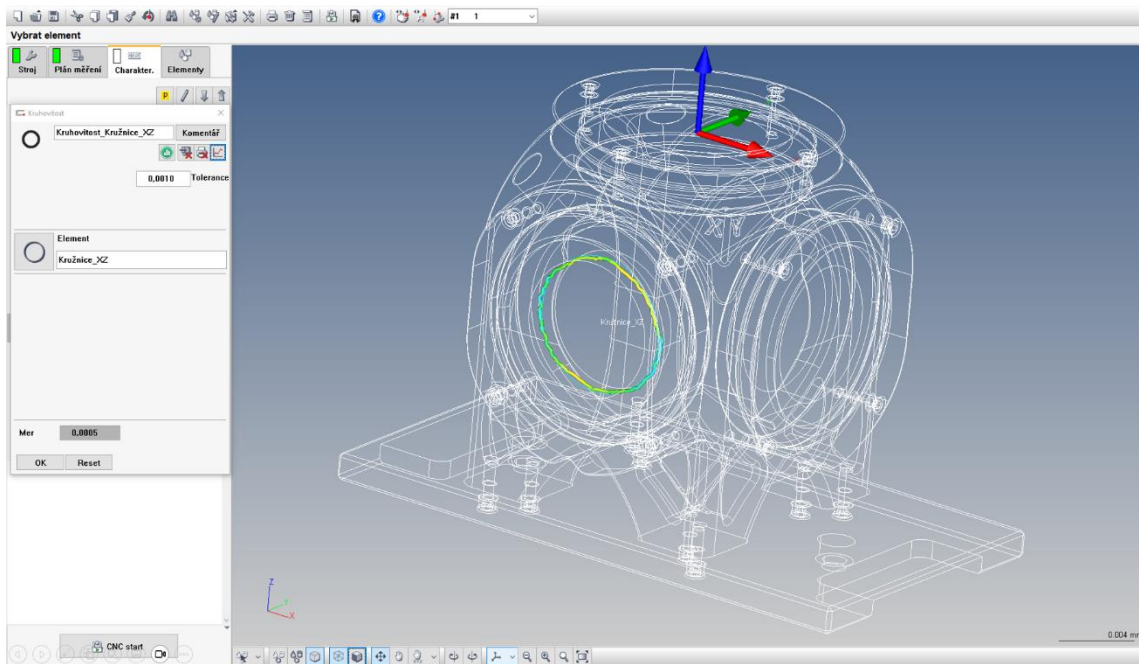 #1 1
Vybrat element
Stroj
Plán měření
Charakter.
Elementy
P
Kruhovitost
Kruhovitost_Kružnice_XZ
Komentář
0,0010 Tolerance
Element
Kružnice_XZ
Mer 0,0005
OK Reset
CNC start
Kružnice_XZ
X Y
Z
Y
X
0.004 mm